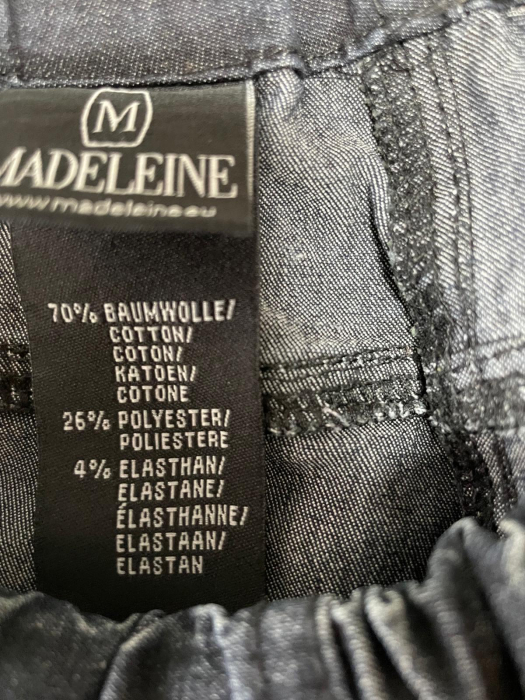 M
MADELEINE
www.madeleine.eu
70% BAUMWOLLE/
COTTON/
COTON/
KATOEN/
COTONE
26% POLYESTER/
POLIESTERE
4% ELASTHAN/
ELASTANE/
ÉLASTHANNE/
ELASTAAN/
ELASTAN